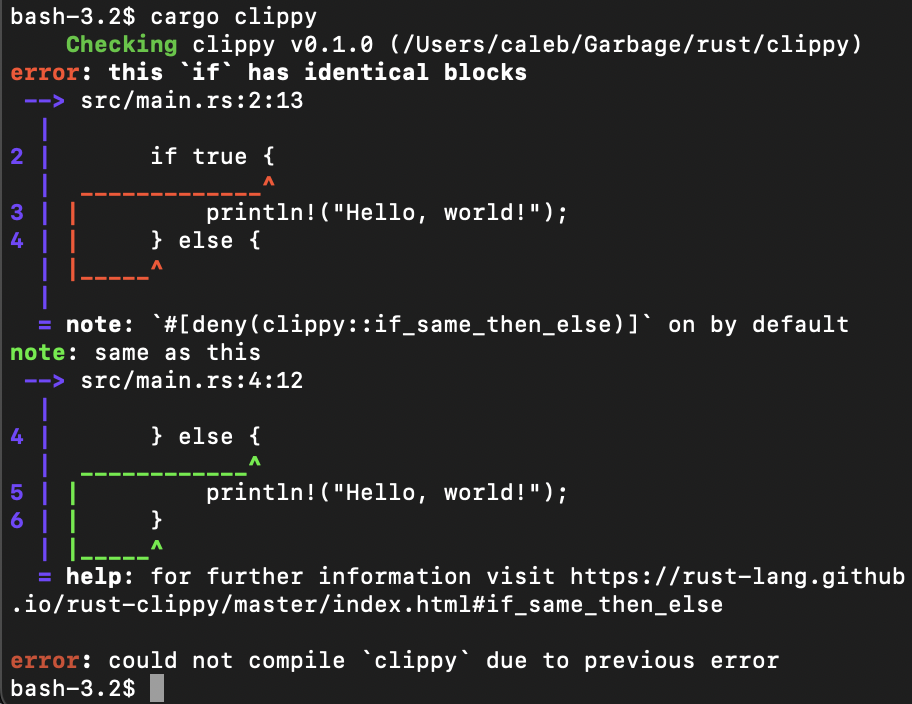 bash-3.2$ cargo clippy
    Checking clippy v0.1.0 (/Users/caleb/Garbage/rust/clippy)
error: this `if` has identical blocks
 --> src/main.rs:2:13
  |
2 |       if true {
  |  _____________^
3 | |         println!("Hello, world!");
4 | |     } else {
  | |_____^
  |
  = note: `#[deny(clippy::if_same_then_else)]` on by default
note: same as this
 --> src/main.rs:4:12
  |
4 |       } else {
  |  ____________^
5 | |         println!("Hello, world!");
6 | |     }
  | |_____^
  = help: for further information visit https://rust-lang.github
.io/rust-clippy/master/index.html#if_same_then_else

error: could not compile `clippy` due to previous error
bash-3.2$